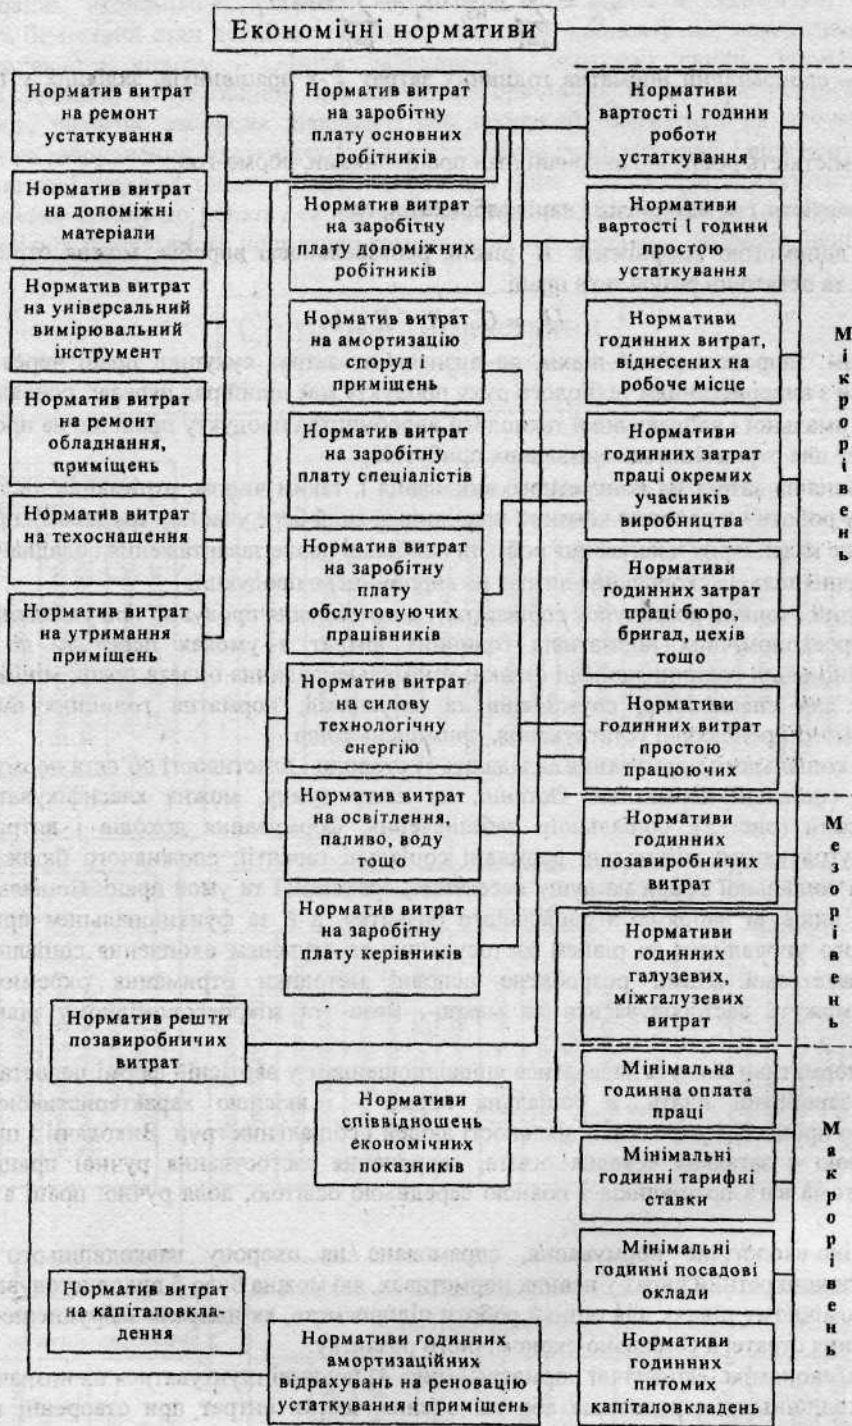 Економічні нормативи
Норматив витрат
на ремонт
устаткування
Норматив витрат
на допоміжні
матеріали
Норматив витрат
на універсальний
вимірювальний
інструмент
Норматив витрат
на ремонт
обладнання,
приміщень
Норматив витрат
на техоснащення
Норматив витрат
на утримання
приміщень
Норматив витрат
на заробітну
плату основних
робітників
Норматив витрат
на заробітну
плату допоміжних
робітників
Норматив витрат
на амортизацію
споруд
приміщень
Норматив витрат
на заробітну
плату спеціалістів
Норматив витрат
на заробітну
плату
обслуговуючих
працівників
Норматив витрат
на силову
технологічну
енергію
Норматив витрат
на освітлення,
паливо, воду
тощо
Норматив витрат
на заробітну
плату керівників
Норматив решти
позавиробничих
витрат
Нормативи
співвідношень
економічних
показників
Норматив витрат
на капіталовкла-
дення
Нормативи годинних
амортизаційних
відрахувань на реновацію
устаткування і приміщень
Нормативи
вартості 1 години
роботи
устаткування
Нормативи
вартості 1 години
простою
устаткування
Нормативи
годинних витрат,
віднесених на
робоче місце
Нормативи
годинних затрат
праці окремих
учасників
виробництва
Нормативи
годинних затрат
праці бюро,
бригад, цехів
тощо
Нормативи
годинних витрат
простою
працюючих
Нормативи
годинних
позавиробничих
витрат
Нормативи
годинних
галузевих,
міжгалузевих
витрат
Мінімальна
годинна оплата
праці
Мінімальні
годинні тарифні
ставки
Мінімальні
годинні посадові
оклади
Нормативи
годиннних
питомих
капіталовкладень
Мікрорівень
Мезорівень
Макрорівень